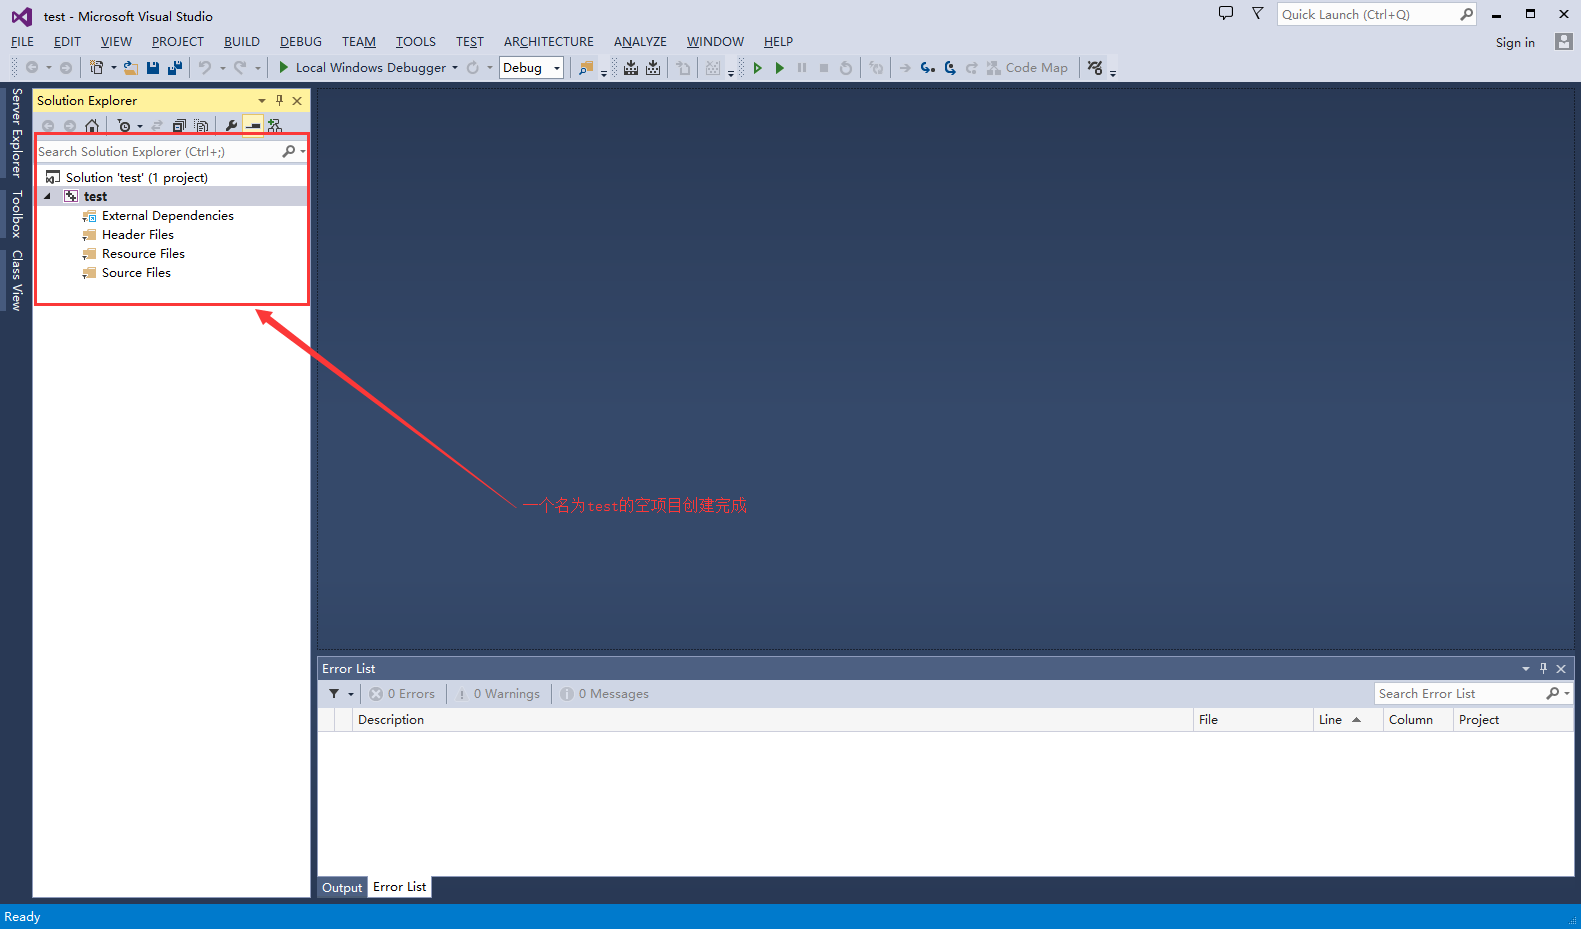 test - Microsoft Visual Studio
Quick Launch (Ctrl+Q)
FILE EDIT VIEW PROJECT BUILD DEBUG TEAM TOOLS TEST ARCHITECTURE ANALYZE WINDOW HELP
Sign in
Local Windows Debugger Debug Code Map
Server Explorer
Toolbox
Class View
Solution Explorer
Search Solution Explorer (Ctrl+;)
Solution 'test' (1 project)
test
External Dependencies
Header Files
Resource Files
Source Files
一个名为test的空项目创建完成
Error List
0 Errors 0 Warnings 0 Messages
Search Error List
Description File Line Column Project
Output Error List
Ready